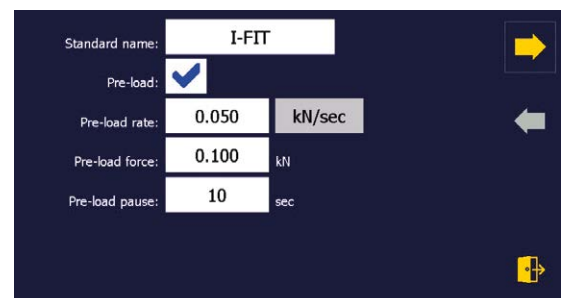 Standard name: I-FIT
Pre-load:
Pre-load rate: 0.050 kN/sec
Pre-load force: 0.100 kN
Pre-load pause: 10 sec